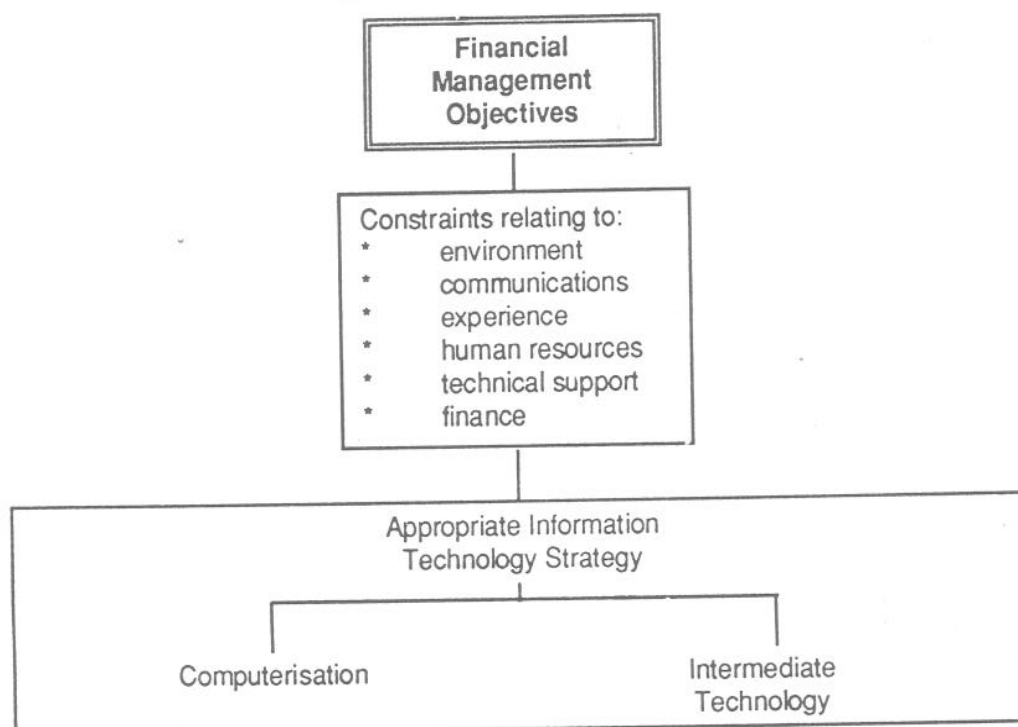 Financial
Management
Objectives
Constraints relating to:
* environment
* communications
* experience
* human resources
* technical support
* finance
Appropriate Information
Technology Strategy
Computerisation
Intermediate
Technology